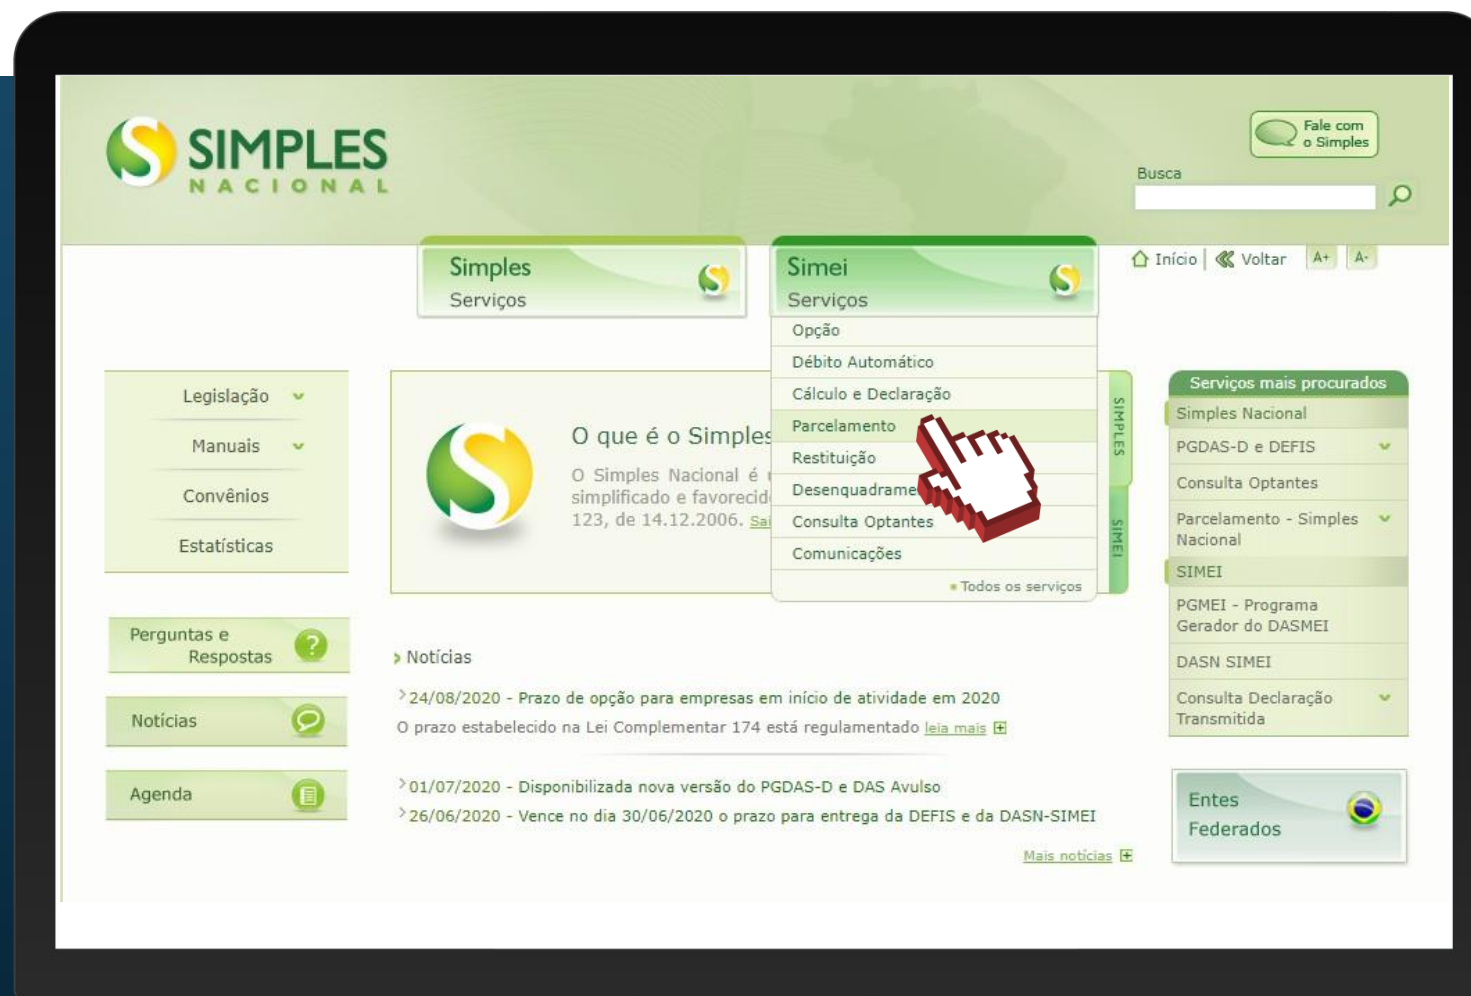 SIMPLES
NACIONAL
Fale com
o Simples
Busca
Simples
Serviços
Simei
Serviços
Início
Voltar
A+
A-
Opção
Débito Automático
Cálculo e Declaração
Parcelamento
Restituição
Desenquadrame
Consulta Optantes
Comunicações
Todos os serviços
Legislação
Manuais
Convênios
Estatísticas
O que é o Simples
O Simples Nacional é
simplificado e favorecid
123, de 14.12.2006. Sai
SIMPLES
SIMEI
Serviços mais procurados
Simples Nacional
PGDAS-D e DEFIS
Consulta Optantes
Parcelamento - Simples
Nacional
SIMEI
PGMEI - Programa
Gerador do DASMEI
DASN SIMEI
Consulta Declaração
Transmitida
Perguntas e
Respostas
Notícias
Agenda
Notícias
24/08/2020 - Prazo de opção para empresas em início de atividade em 2020
O prazo estabelecido na Lei Complementar 174 está regulamentado leia mais
01/07/2020 - Disponibilizada nova versão do PGDAS-D e DAS Avulso
26/06/2020 - Vence no dia 30/06/2020 o prazo para entrega da DEFIS e da DASN-SIMEI
Mais notícias
Entes
Federados